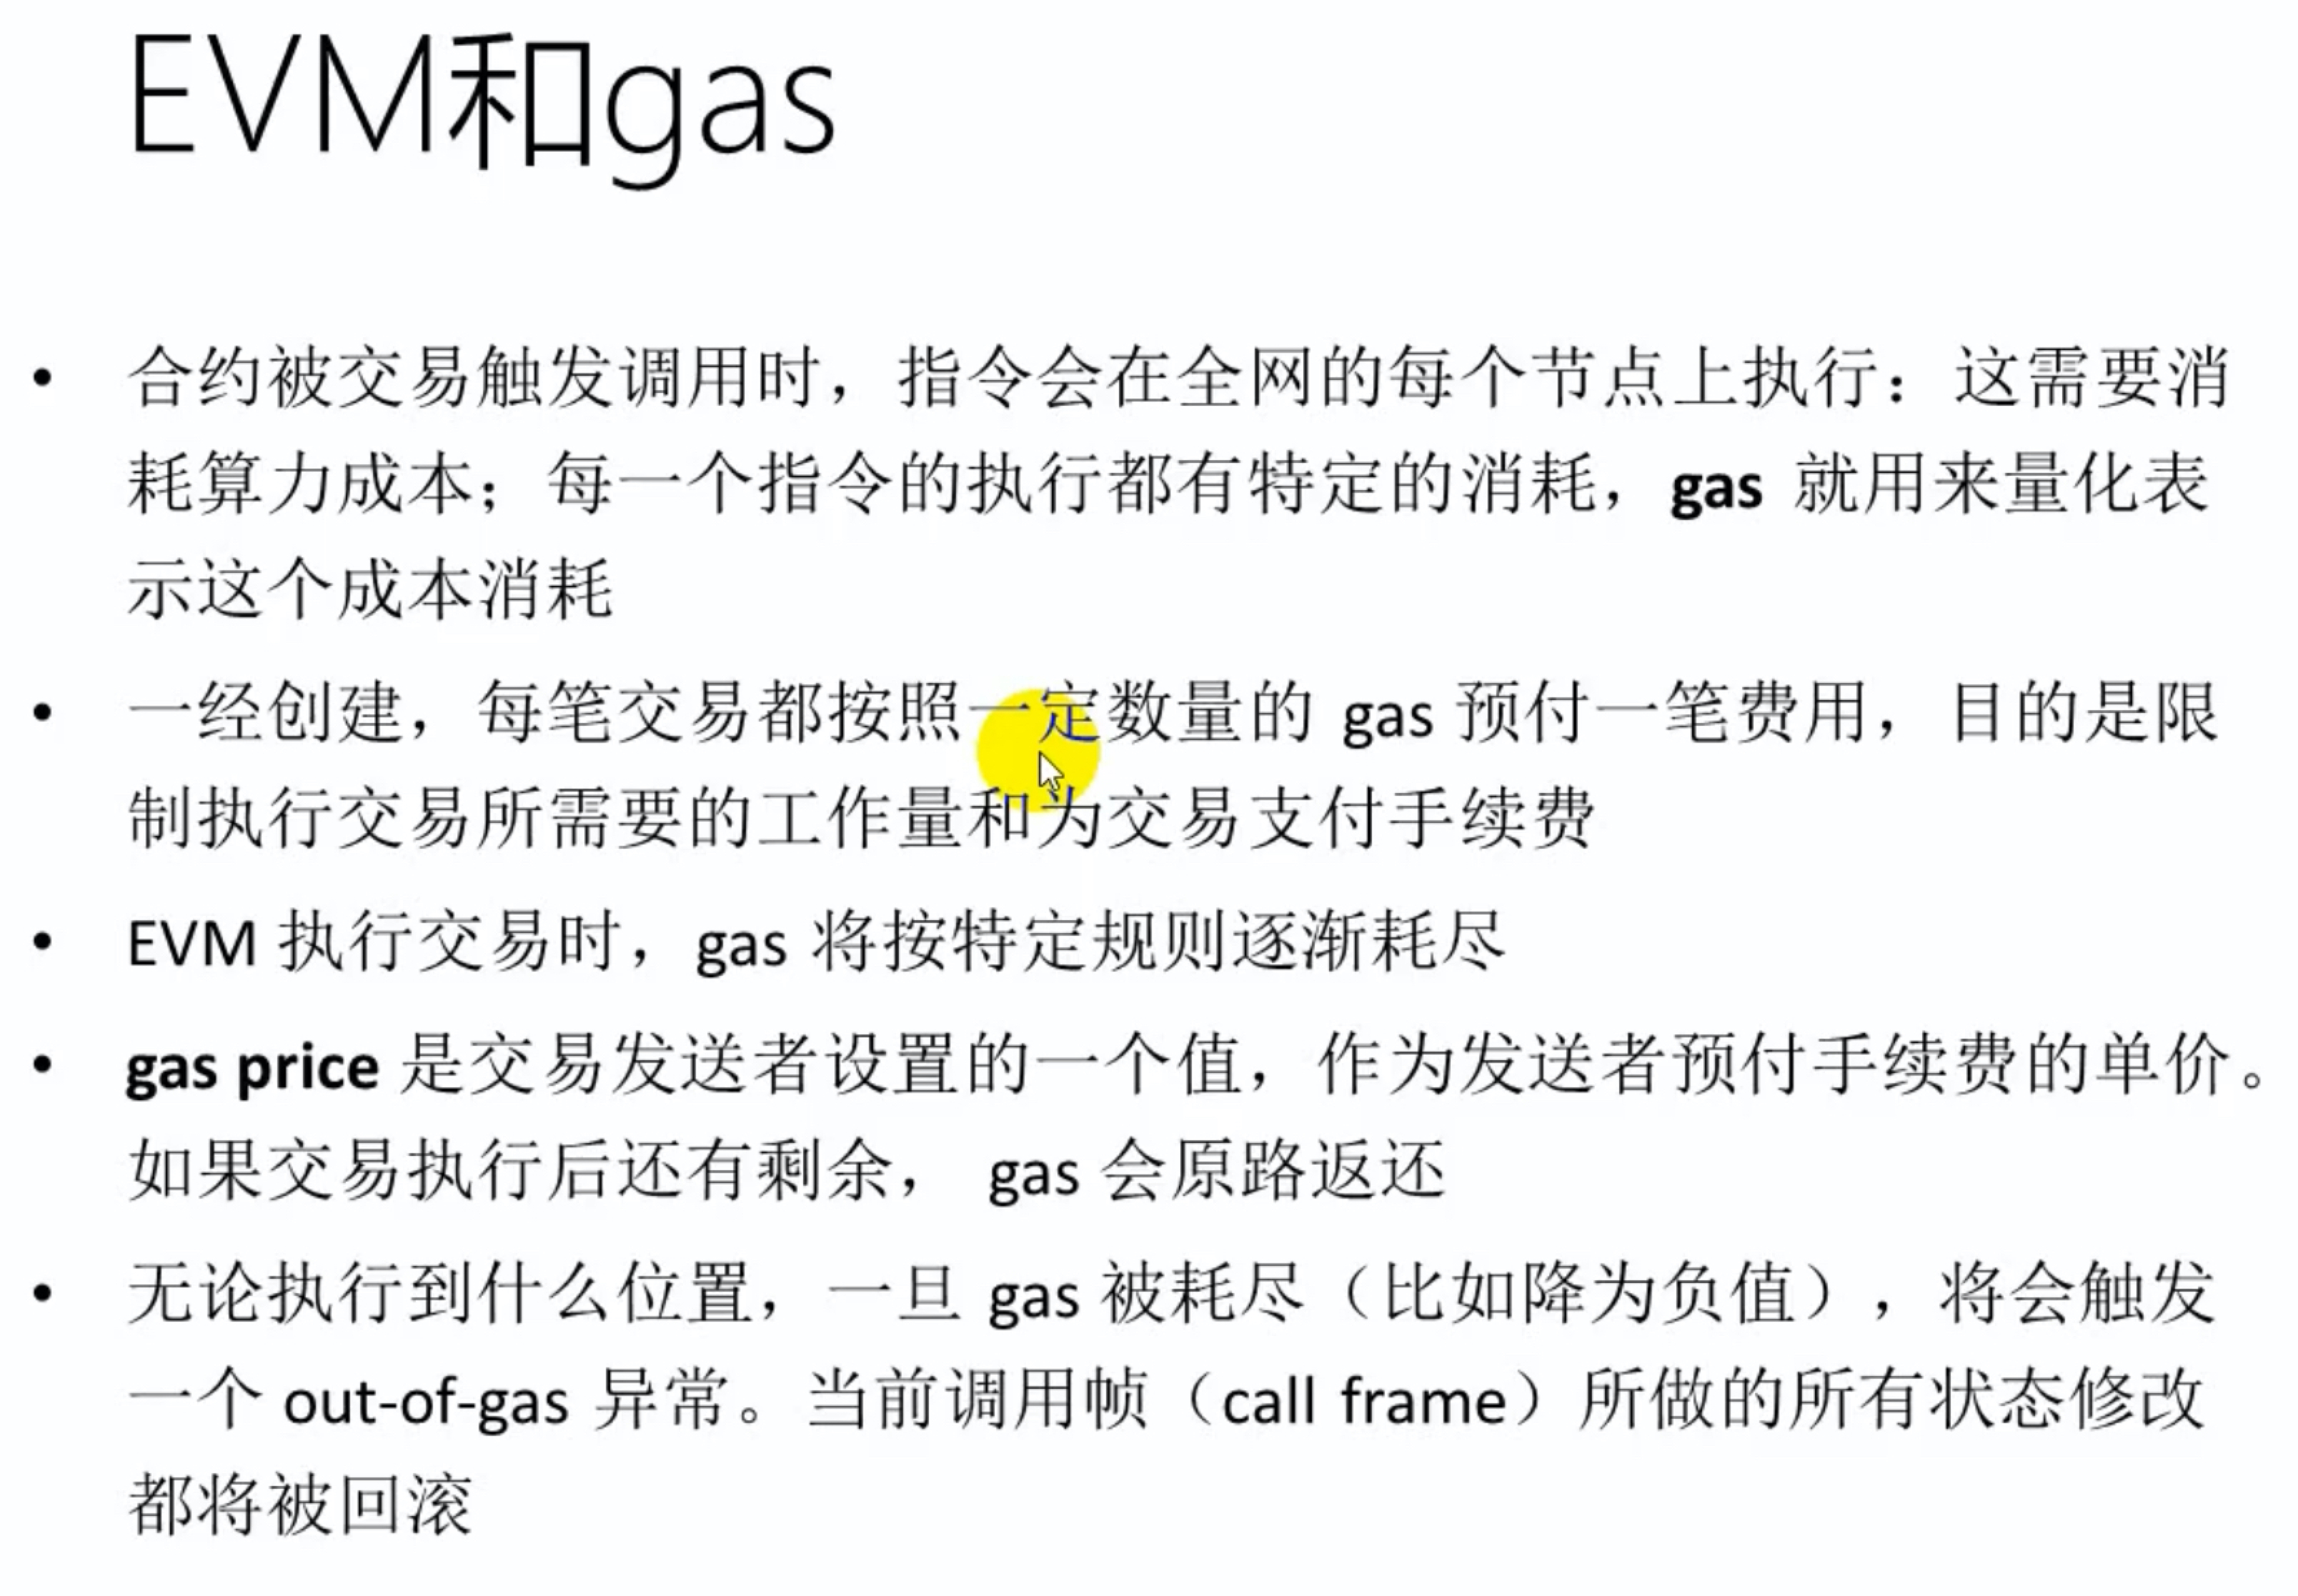 EVM和gas
• 合约被交易触发调用时，指令会在全网的每个节点上执行：这需要消
耗算力成本；每一个指令的执行都有特定的消耗，gas 就用来量化表
示这个成本消耗
• 一经创建，每笔交易都按照一定数量的 gas 预付一笔费用，目的是限
制执行交易所需要的工作量和为交易支付手续费
• EVM 执行交易时，gas 将按特定规则逐渐耗尽
• gas price 是交易发送者设置的一个值，作为发送者预付手续费的单价。
如果交易执行后还有剩余， gas 会原路返还
• 无论执行到什么位置，一旦 gas 被耗尽（比如降为负值），将会触发
一个 out-of-gas 异常。当前调用帧（call frame）所做的所有状态修改
都将被回滚